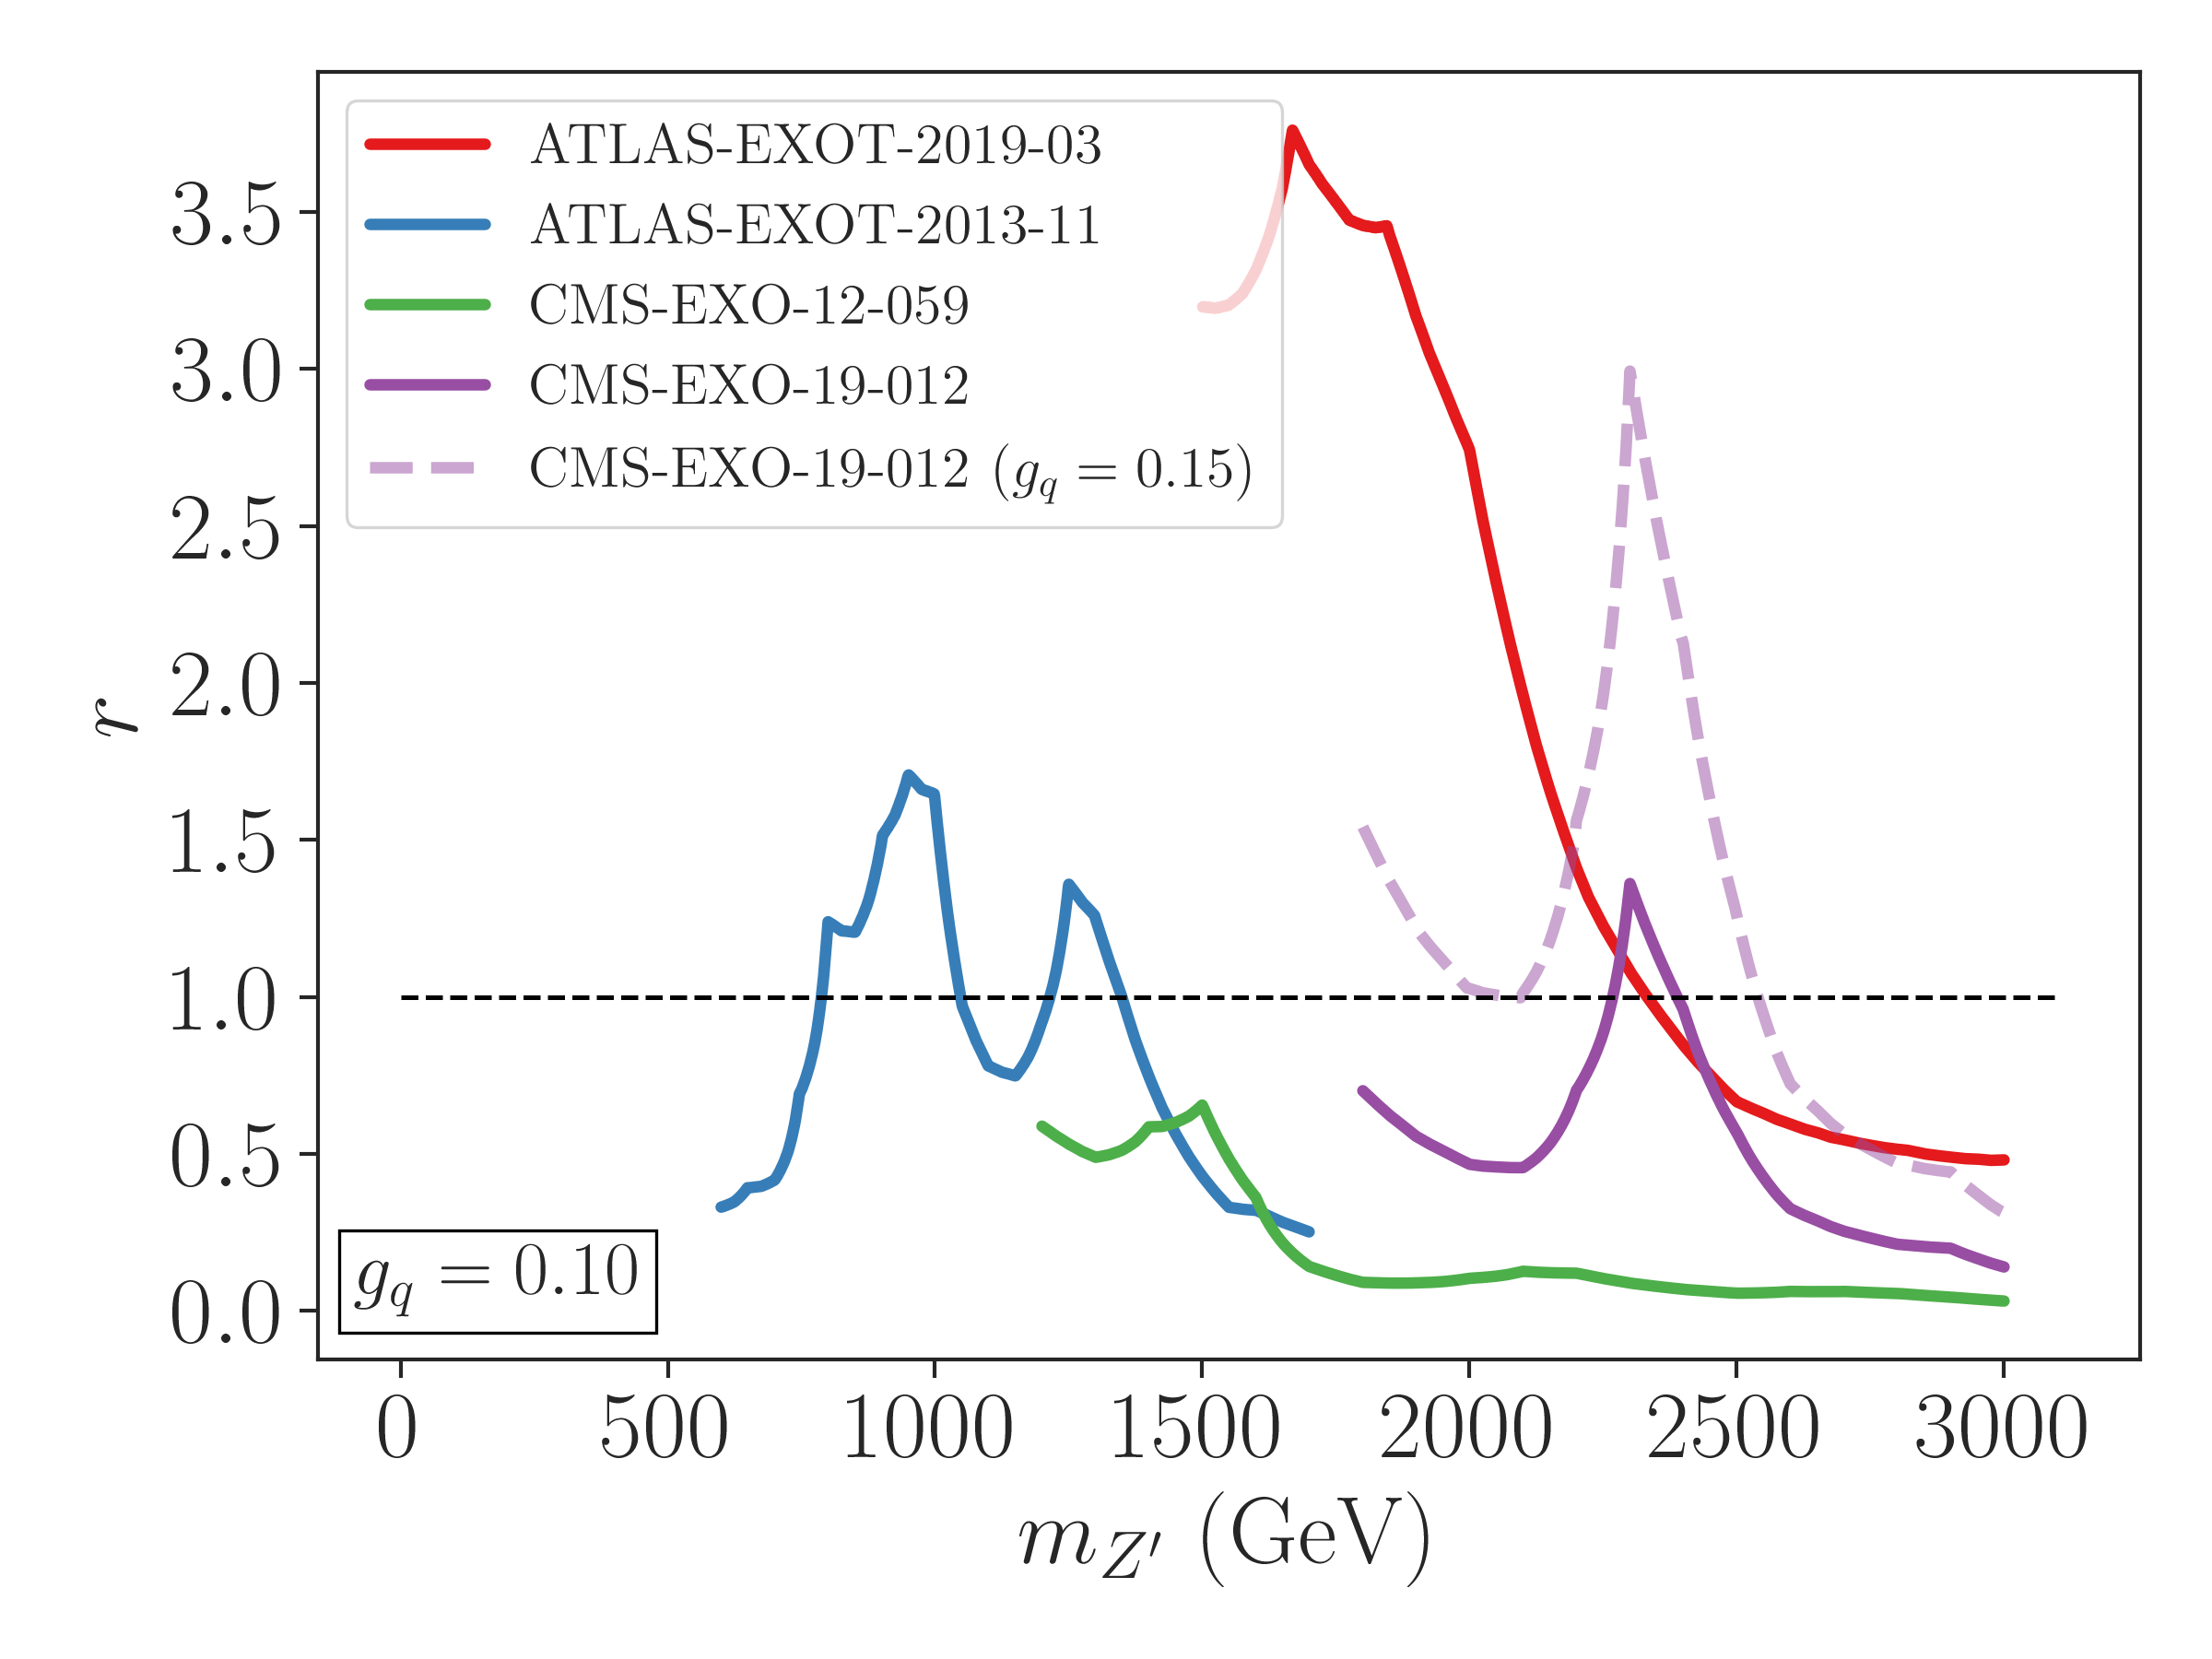 ATLAS-EXOT-2019-03
ATLAS-EXOT-2013-11
CMS-EXO-12-059
CMS-EXO-19-012
CMS-EXO-19-012 (g_q = 0.15)
3.5
3.0
2.5
2.0
1.5
1.0
0.5
0.0
r
g_q = 0.10
0 500 1000 1500 2000 2500 3000
m_{Z'} (GeV)